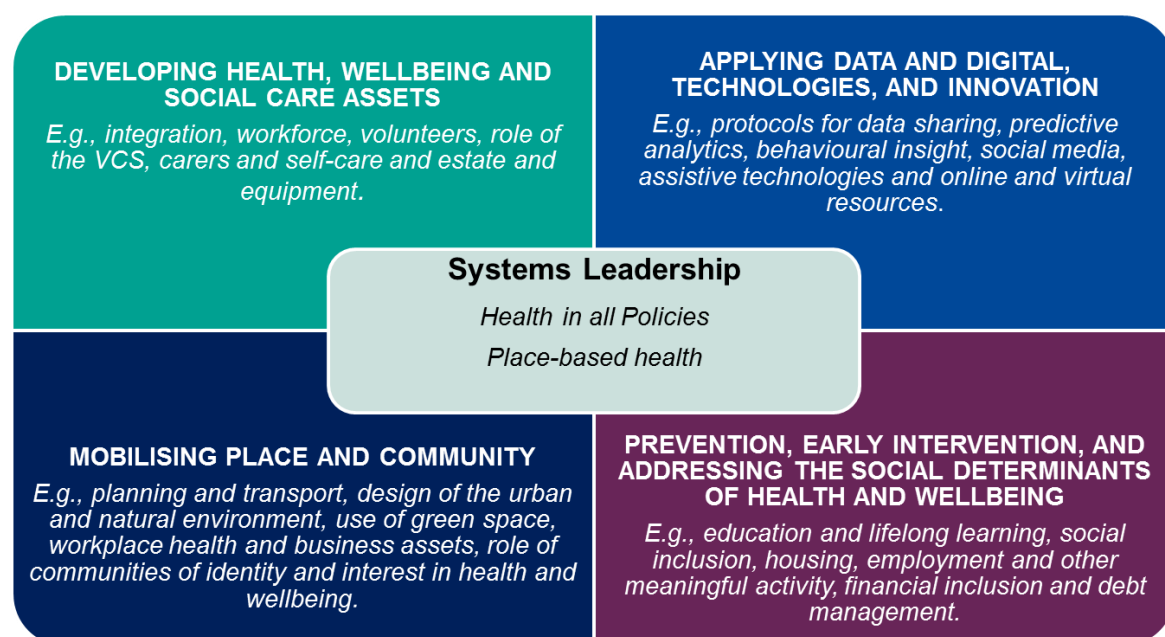 DEVELOPING HEALTH, WELLBEING AND
SOCIAL CARE ASSETS
E.g., integration, workforce, volunteers, role of
the VCS, carers and self-care and estate and
equipment.
APPLYING DATA AND DIGITAL,
TECHNOLOGIES, AND INNOVATION
E.g., protocols for data sharing, predictive
analytics, behavioural insight, social media,
assistive technologies and online and virtual
resources.
Systems Leadership
Health in all Policies
Place-based health
MOBILISING PLACE AND COMMUNITY
E.g., planning and transport, design of the urban
and natural environment, use of green space,
workplace health and business assets, role of
communities of identity and interest in health and
wellbeing.
PREVENTION, EARLY INTERVENTION, AND
ADDRESSING THE SOCIAL DETERMINANTS
OF HEALTH AND WELLBEING
E.g., education and lifelong learning, social
inclusion, housing, employment and other
meaningful activity, financial inclusion and debt
management.